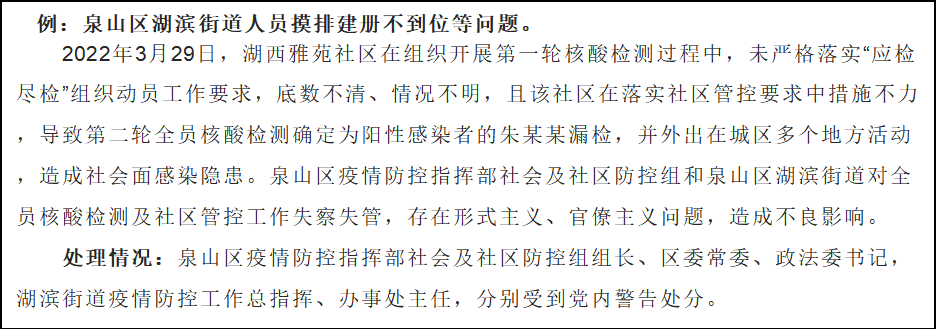 例：泉山区湖滨街道人员摸排建册不到位等问题。
2022年3月29日，湖西雅苑社区在组织开展第一轮核酸检测过程中，未严格落实“应检
尽检”组织动员工作要求，底数不清、情况不明，且该社区在落实社区管控要求中措施不力
，导致第二轮全员核酸检测确定为阳性感染者的朱某某漏检，并外出在城区多个地方活动
，造成社会面感染隐患。泉山区疫情防控指挥部社会及社区防控组和泉山区湖滨街道对全
员核酸检测及社区管控工作失察失管，存在形式主义、官僚主义问题，造成不良影响。
处理情况：泉山区疫情防控指挥部社会及社区防控组组长、区委常委、政法委书记，
湖滨街道疫情防控工作总指挥、办事处主任，分别受到党内警告处分。